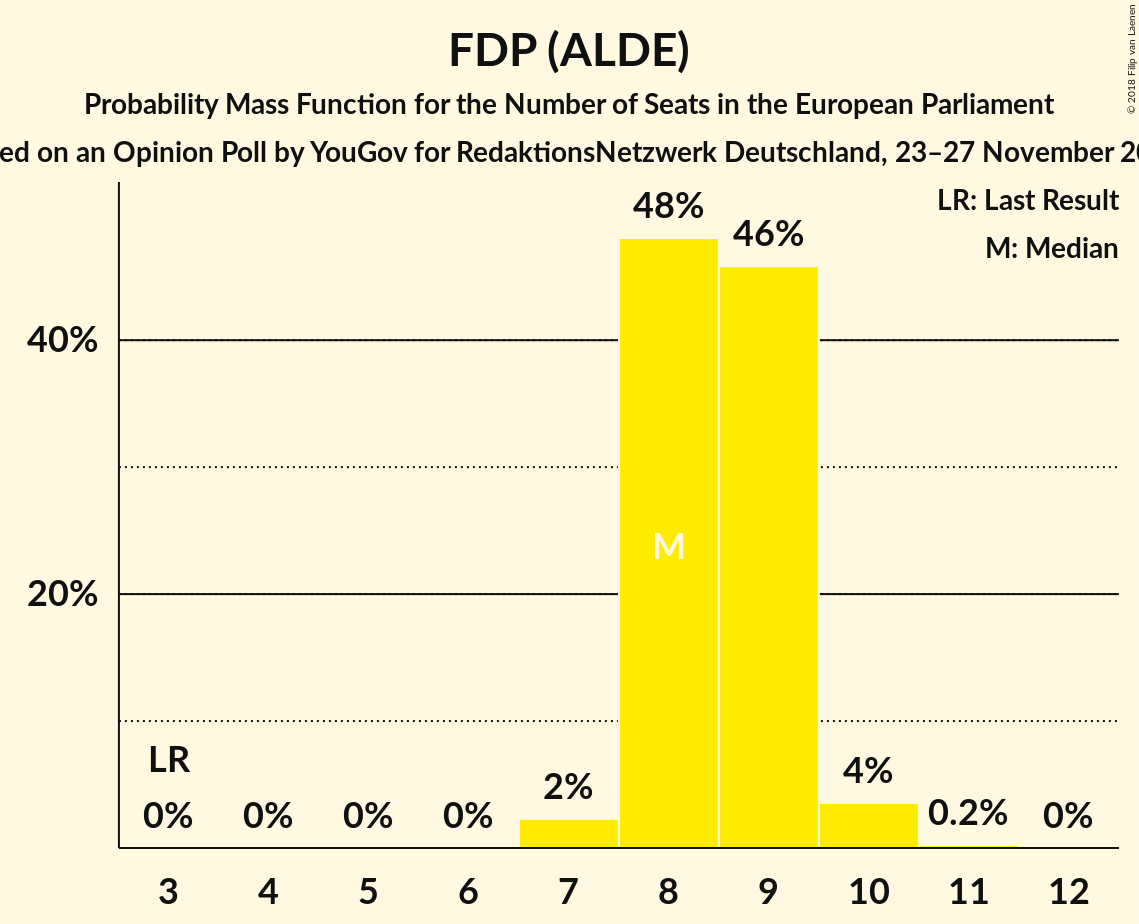 FDP (ALDE)
Probability Mass Function for the Number of Seats in the European Parliament
ed on an Opinion Poll by YouGov for RedaktionsNetzwerk Deutschland, 23–27 November 20
© 2018 Filip van Laenen
LR: Last Result
M: Median
48%
46%
40%
20%
M
LR
0%
0%
0%
0%
2%
4%
0.2%
0%
3
4
5
6
7
8
9
10
11
12